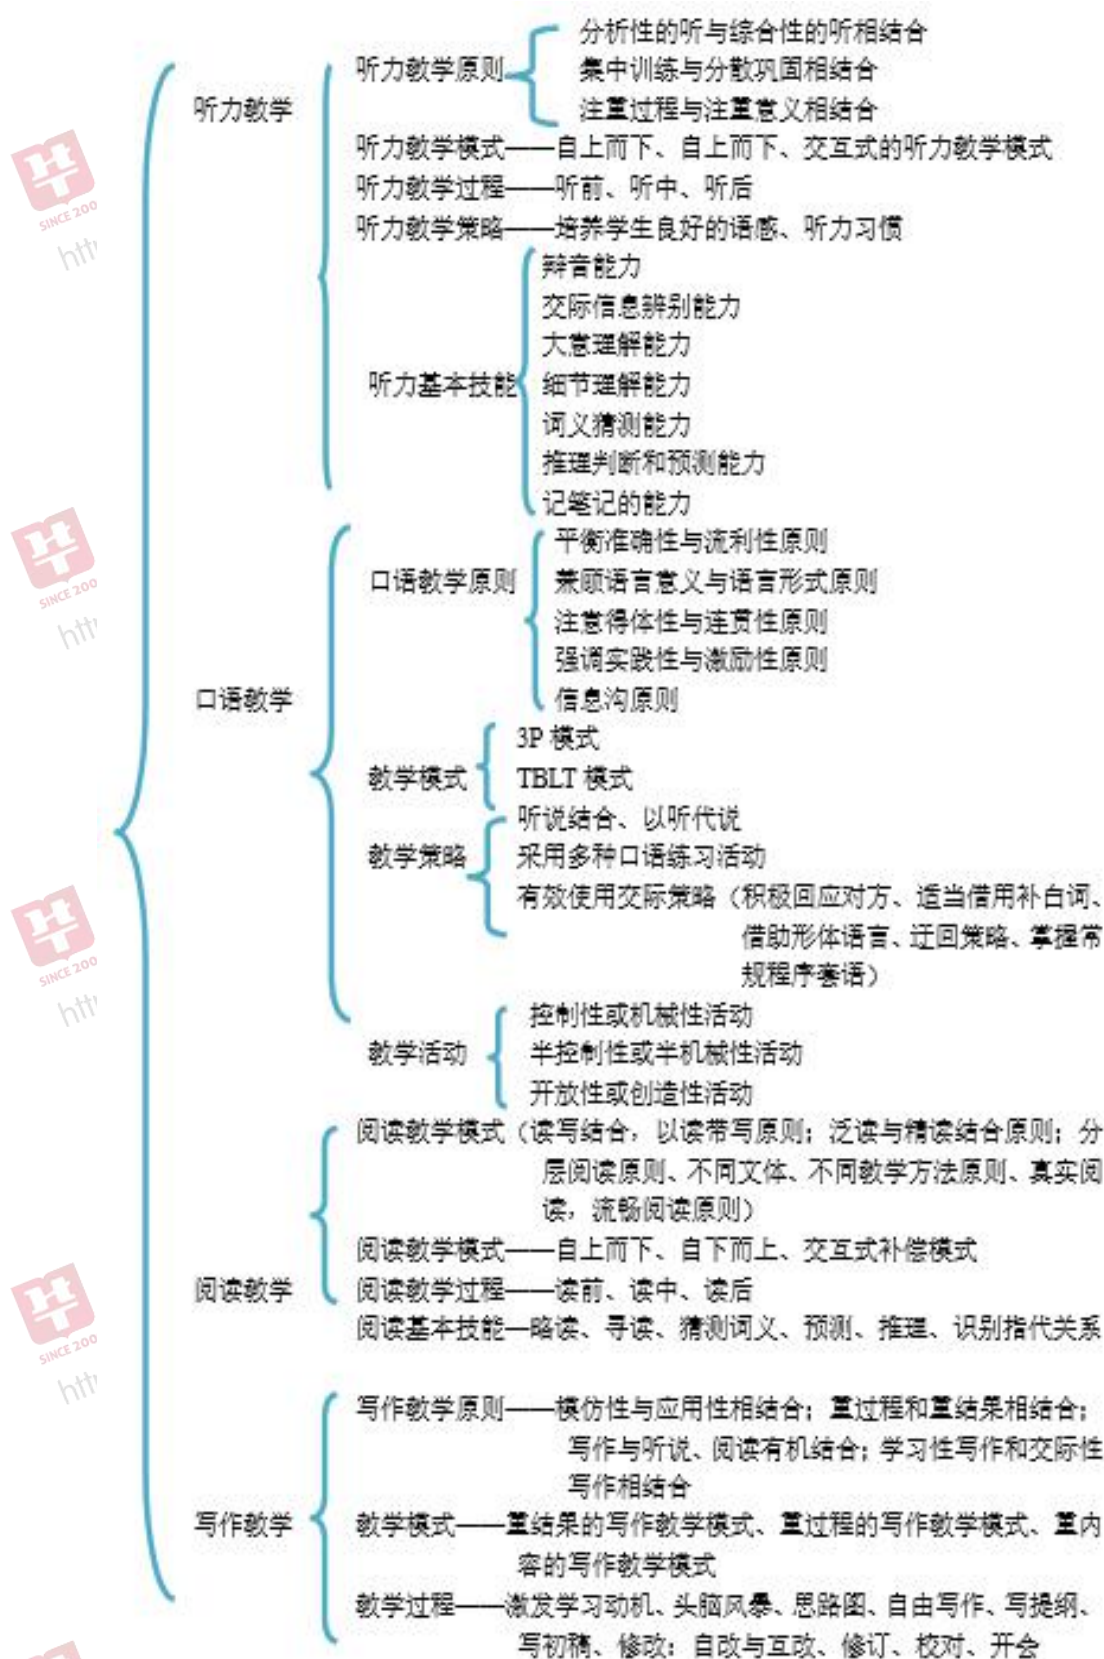 分析性的听与综合性的听相结合
听力教学原则
集中训练与分散巩固相结合
听力教学
注重过程与注重意义相结合
听力教学模式——自上而下、自上而下、交互式的听力教学模式
听力教学过程——听前、听中、听后
听力教学策略——培养学生良好的语感、听力习惯
辩音能力
交际信息辨别能力
大意理解能力
听力基本技能
细节理解能力
词义猜测能力
推理判断和预测能力
记笔记的能力
平衡准确性与流利性原则
口语教学原则
兼顾语言意义与语言形式原则
注意得体性与连贯性原则
强调实践性与激励性原则
口语教学
信息沟原则
3P 模式
教学模式
TBLT 模式
听说结合、以听代说
教学策略
采用多种口语练习活动
有效使用交际策略（积极回应对方、适当借用补白词、
借助形体语言、迂回策略、掌握常
规程序套语）
控制性或机械性活动
教学活动
半控制性或半机械性活动
开放性或创造性活动
阅读教学模式（读写结合，以读带写原则；泛读与精读结合原则；分
层阅读原则、不同文体、不同教学方法原则、真实阅
读，流畅阅读原则）
阅读教学模式——自上而下、自下而上、交互式补偿模式
阅读教学
阅读教学过程——读前、读中、读后
阅读基本技能—略读、寻读、猜测词义、预测、推理、识别指代关系
写作教学原则——模仿性与应用性相结合；重过程和重结果相结合；
写作与听说、阅读有机结合；学习性写作和交际性
写作相结合
写作教学
教学模式——重结果的写作教学模式、重过程的写作教学模式、重内
容的写作教学模式
教学过程——激发学习动机、头脑风暴、思路图、自由写作、写提纲、
写初稿、修改：自改与互改、修订、校对、开会
SINCE 200
htt
SINCE 200
htt
SINCE 200
htt
SINCE 200
htt